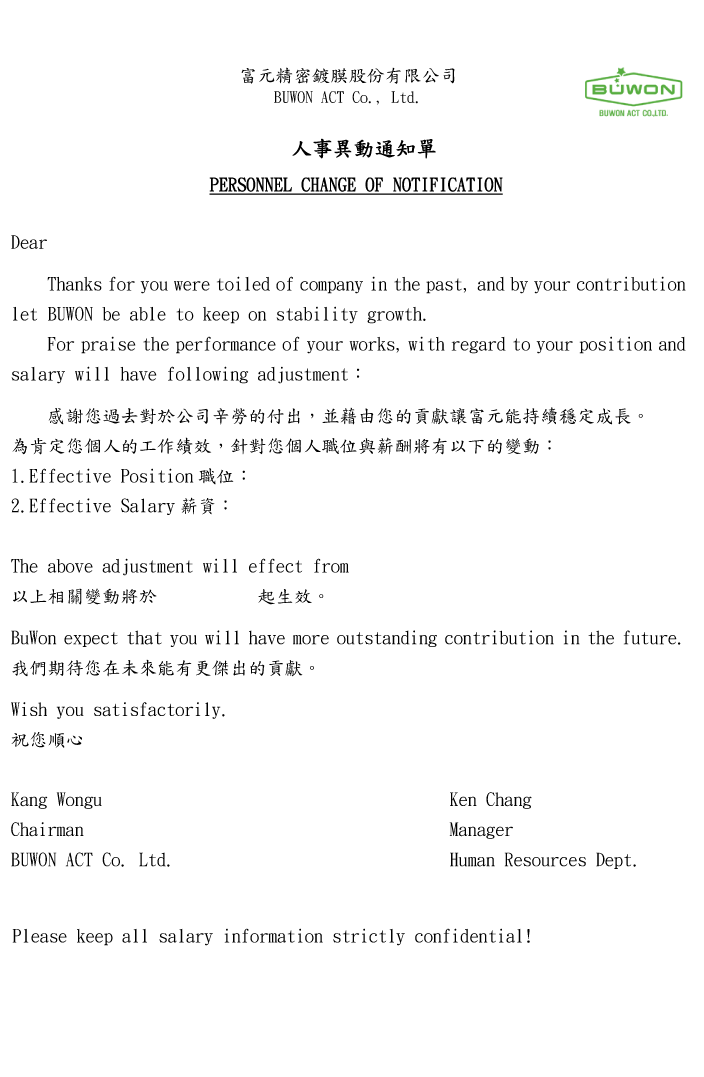 富元精密鍍膜股份有限公司
BUWON ACT Co., Ltd.
BUWON
BUWON ACT CO.,LTD.
人事異動通知單
PERSONNEL CHANGE OF NOTIFICATION
Dear
Thanks for you were toiled of company in the past, and by your contribution
let BUWON be able to keep on stability growth.
For praise the performance of your works, with regard to your position and
salary will have following adjustment：
感謝您過去對於公司辛勞的付出，並藉由您的貢獻讓富元能持續穩定成長。
為肯定您個人的工作績效，針對您個人職位與薪酬將有以下的變動：
1.Effective Position 職位：
2.Effective Salary 薪資：
The above adjustment will effect from
以上相關變動將於 起生效。
BuWon expect that you will have more outstanding contribution in the future.
我們期待您在未來能有更傑出的貢獻。
Wish you satisfactorily.
祝您順心
Kang Wongu Ken Chang
Chairman Manager
BUWON ACT Co. Ltd. Human Resources Dept.
Please keep all salary information strictly confidential!